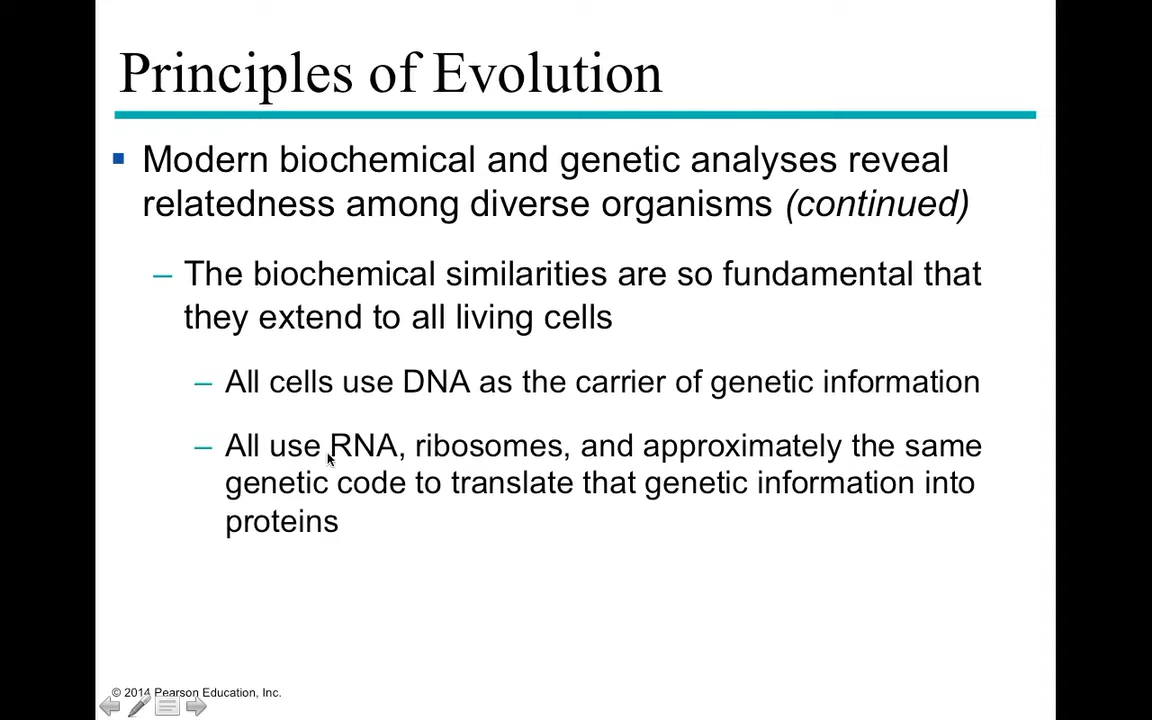 Principles of Evolution
Modern biochemical and genetic analyses reveal
relatedness among diverse organisms (continued)
– The biochemical similarities are so fundamental that
they extend to all living cells
– All cells use DNA as the carrier of genetic information
– All use RNA, ribosomes, and approximately the same
genetic code to translate that genetic information into
proteins
© 2014 Pearson Education, Inc.